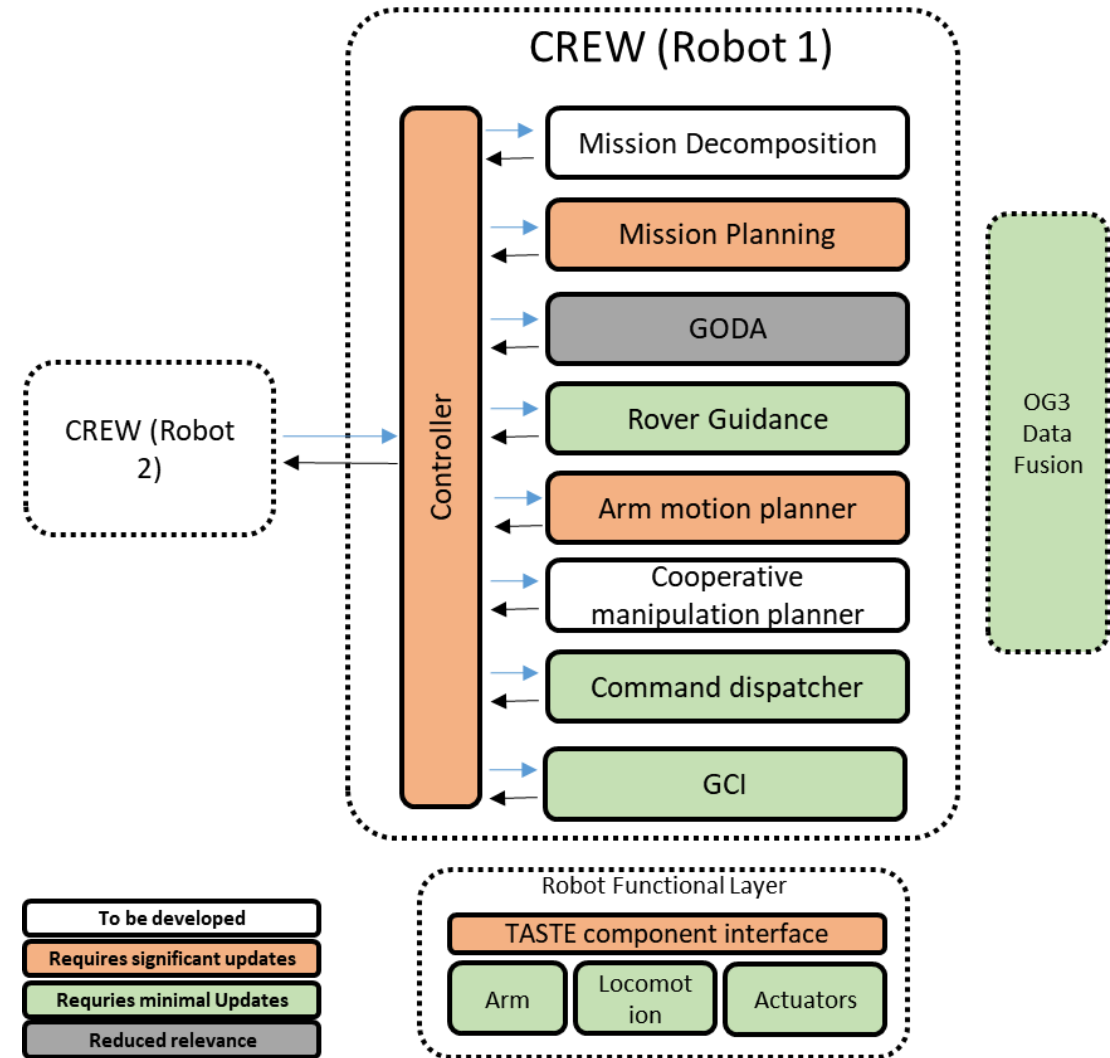 CREW (Robot 1)
Mission Decomposition
Mission Planning
GODA
Rover Guidance
Arm motion planner
Cooperative
manipulation planner
Command dispatcher
GCI
Controller
CREW (Robot
2)
OG3
Data
Fusion
Robot Functional Layer
TASTE component interface
Arm
Locomot
ion
Actuators
To be developed
Requires significant updates
Requries minimal Updates
Reduced relevance